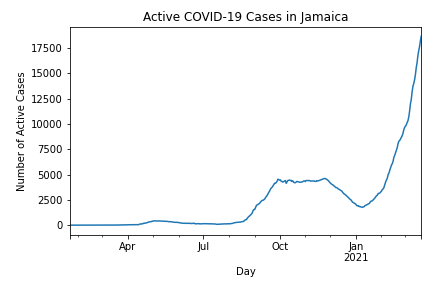 Active COVID-19 Cases in Jamaica
17500
15000
12500
10000
7500
5000
2500
0
Number of Active Cases
Apr
Jul
Oct
Jan
2021
Day